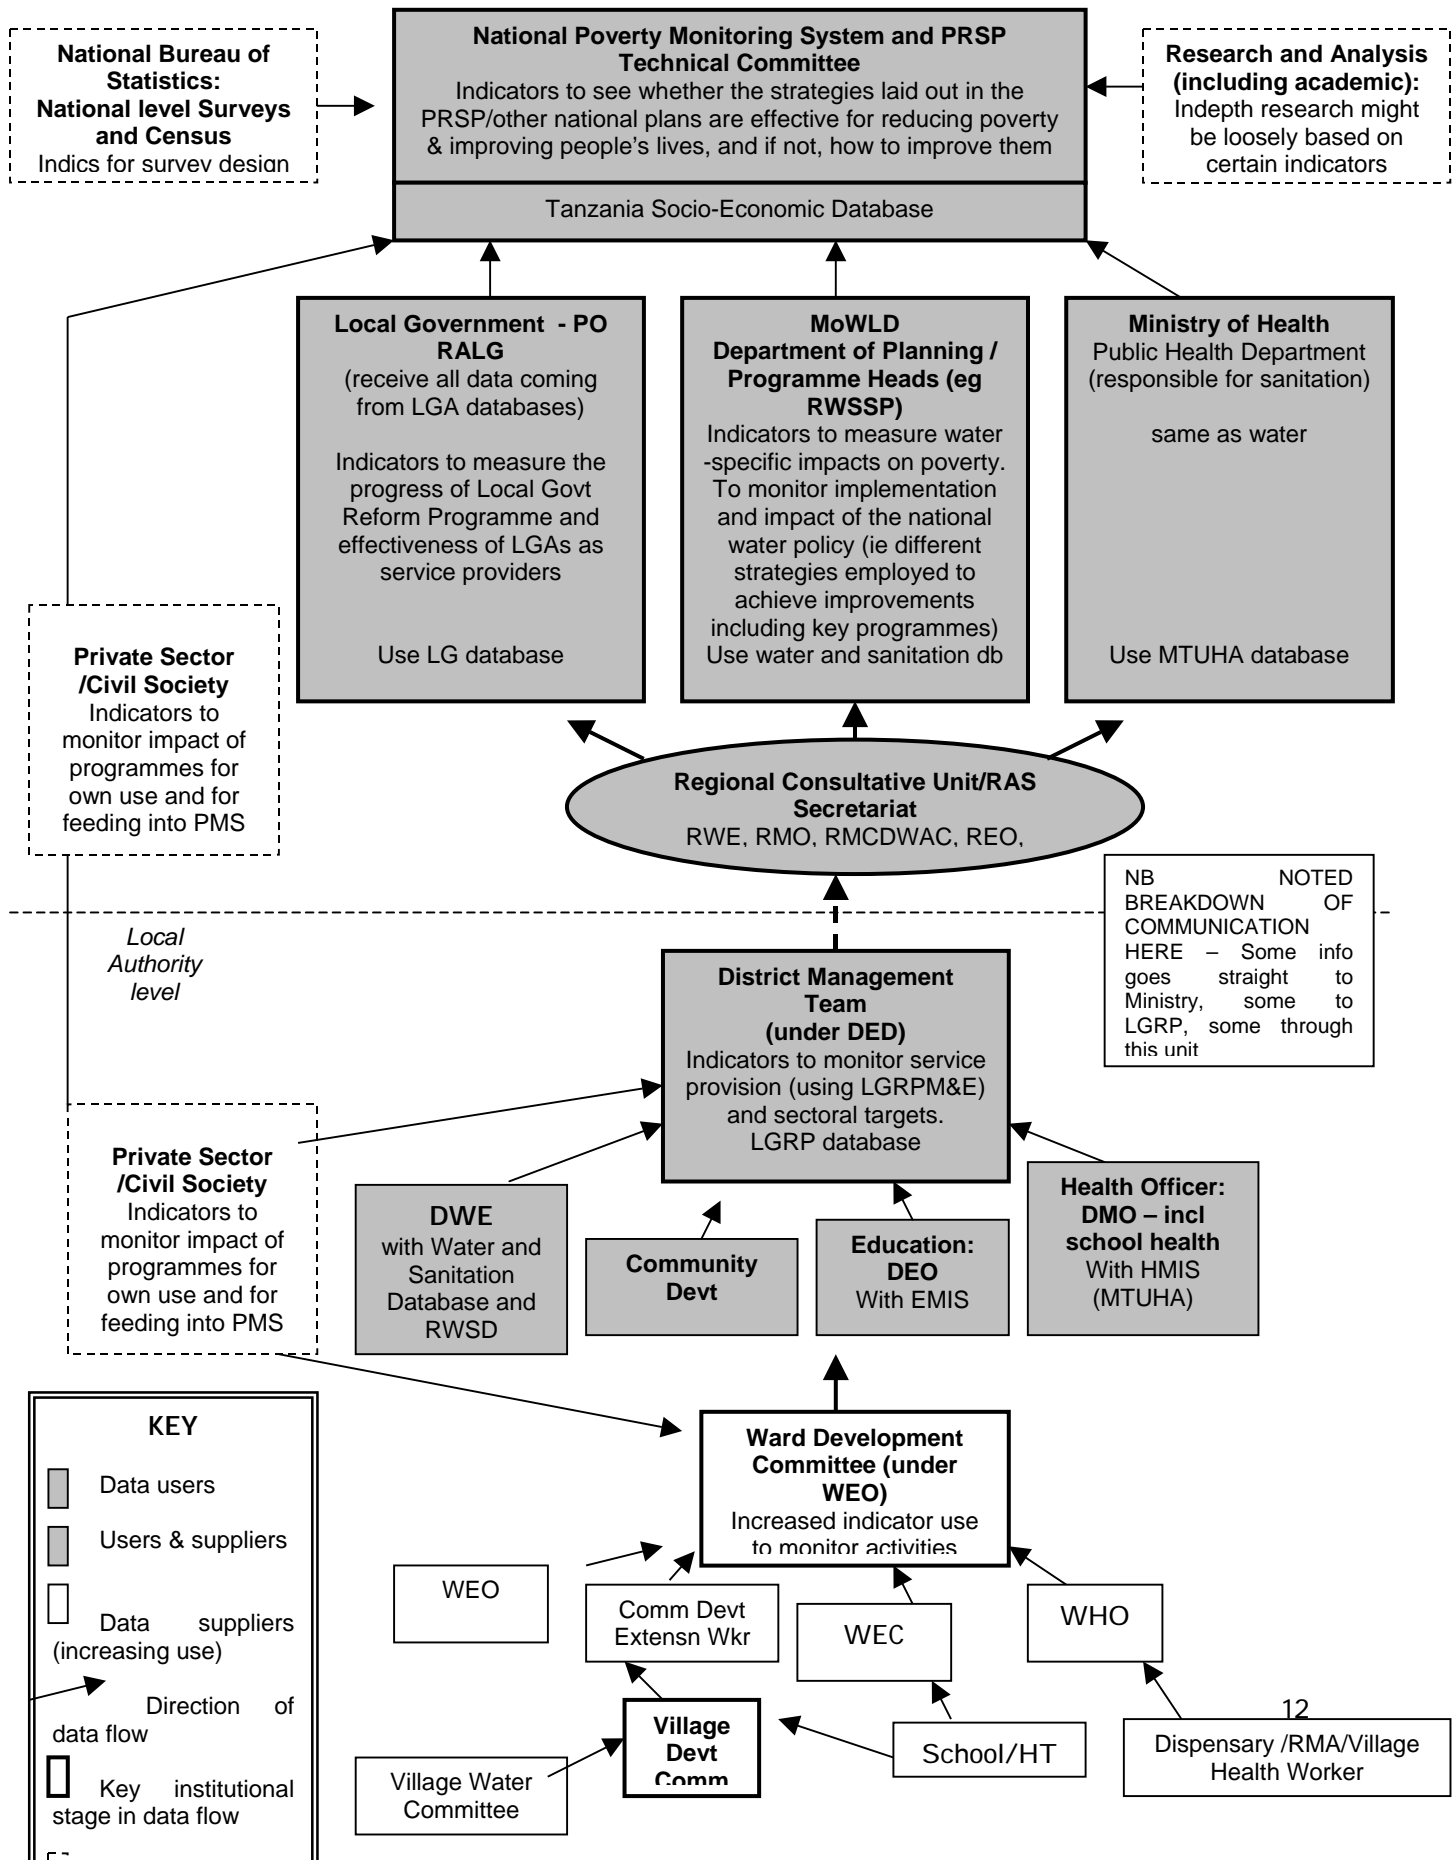 National Bureau of
Statistics:
National level Surveys
and Census
Indics for survey design
National Poverty Monitoring System and PRSP
Technical Committee
Indicators to see whether the strategies laid out in the
PRSP/other national plans are effective for reducing poverty
& improving people's lives, and if not, how to improve them
Tanzania Socio-Economic Database
Research and Analysis
(including academic):
Indepth research might
be loosely based on
certain indicators
Local Government - PO
RALG
(receive all data coming
from LGA databases)
Indicators to measure the
progress of Local Govt
Reform Programme and
effectiveness of LGAs as
service providers
Use LG database
MoWLD
Department of Planning /
Programme Heads (eg
RWSSP)
Indicators to measure water
-specific impacts on poverty.
To monitor implementation
and impact of the national
water policy (ie different
strategies employed to
achieve improvements
including key programmes)
Use water and sanitation db
Ministry of Health
Public Health Department
(responsible for sanitation)
same as water
Use MTUHA database
Private Sector
/Civil Society
Indicators to
monitor impact of
programmes for
own use and for
feeding into PMS
Regional Consultative Unit/RAS
Secretariat
RWE, RMO, RMCDWAC, REO,
NB NOTED
BREAKDOWN OF
COMMUNICATION
HERE – Some info
goes straight to
Ministry, some to
LGRP, some through
this unit
Local
Authority
level
District Management
Team
(under DED)
Indicators to monitor service
provision (using LGRPM&E)
and sectoral targets.
LGRP database
Private Sector
/Civil Society
Indicators to
monitor impact of
programmes for
own use and for
feeding into PMS
DWE
with Water and
Sanitation
Database and
RWSD
Community
Devt
Education:
DEO
With EMIS
Health Officer:
DMO – incl
school health
With HMIS
(MTUHA)
Ward Development
Committee (under
WEO)
Increased indicator use
to monitor activities
WEO
Comm Devt
Extensn Wkr
WEC
WHO
Village
Devt
Comm
Village Water
Committee
School/HT
12
Dispensary /RMA/Village
Health Worker
KEY
Data users
Users & suppliers
Data suppliers
(increasing use)
Direction of
data flow
Key institutional
stage in data flow